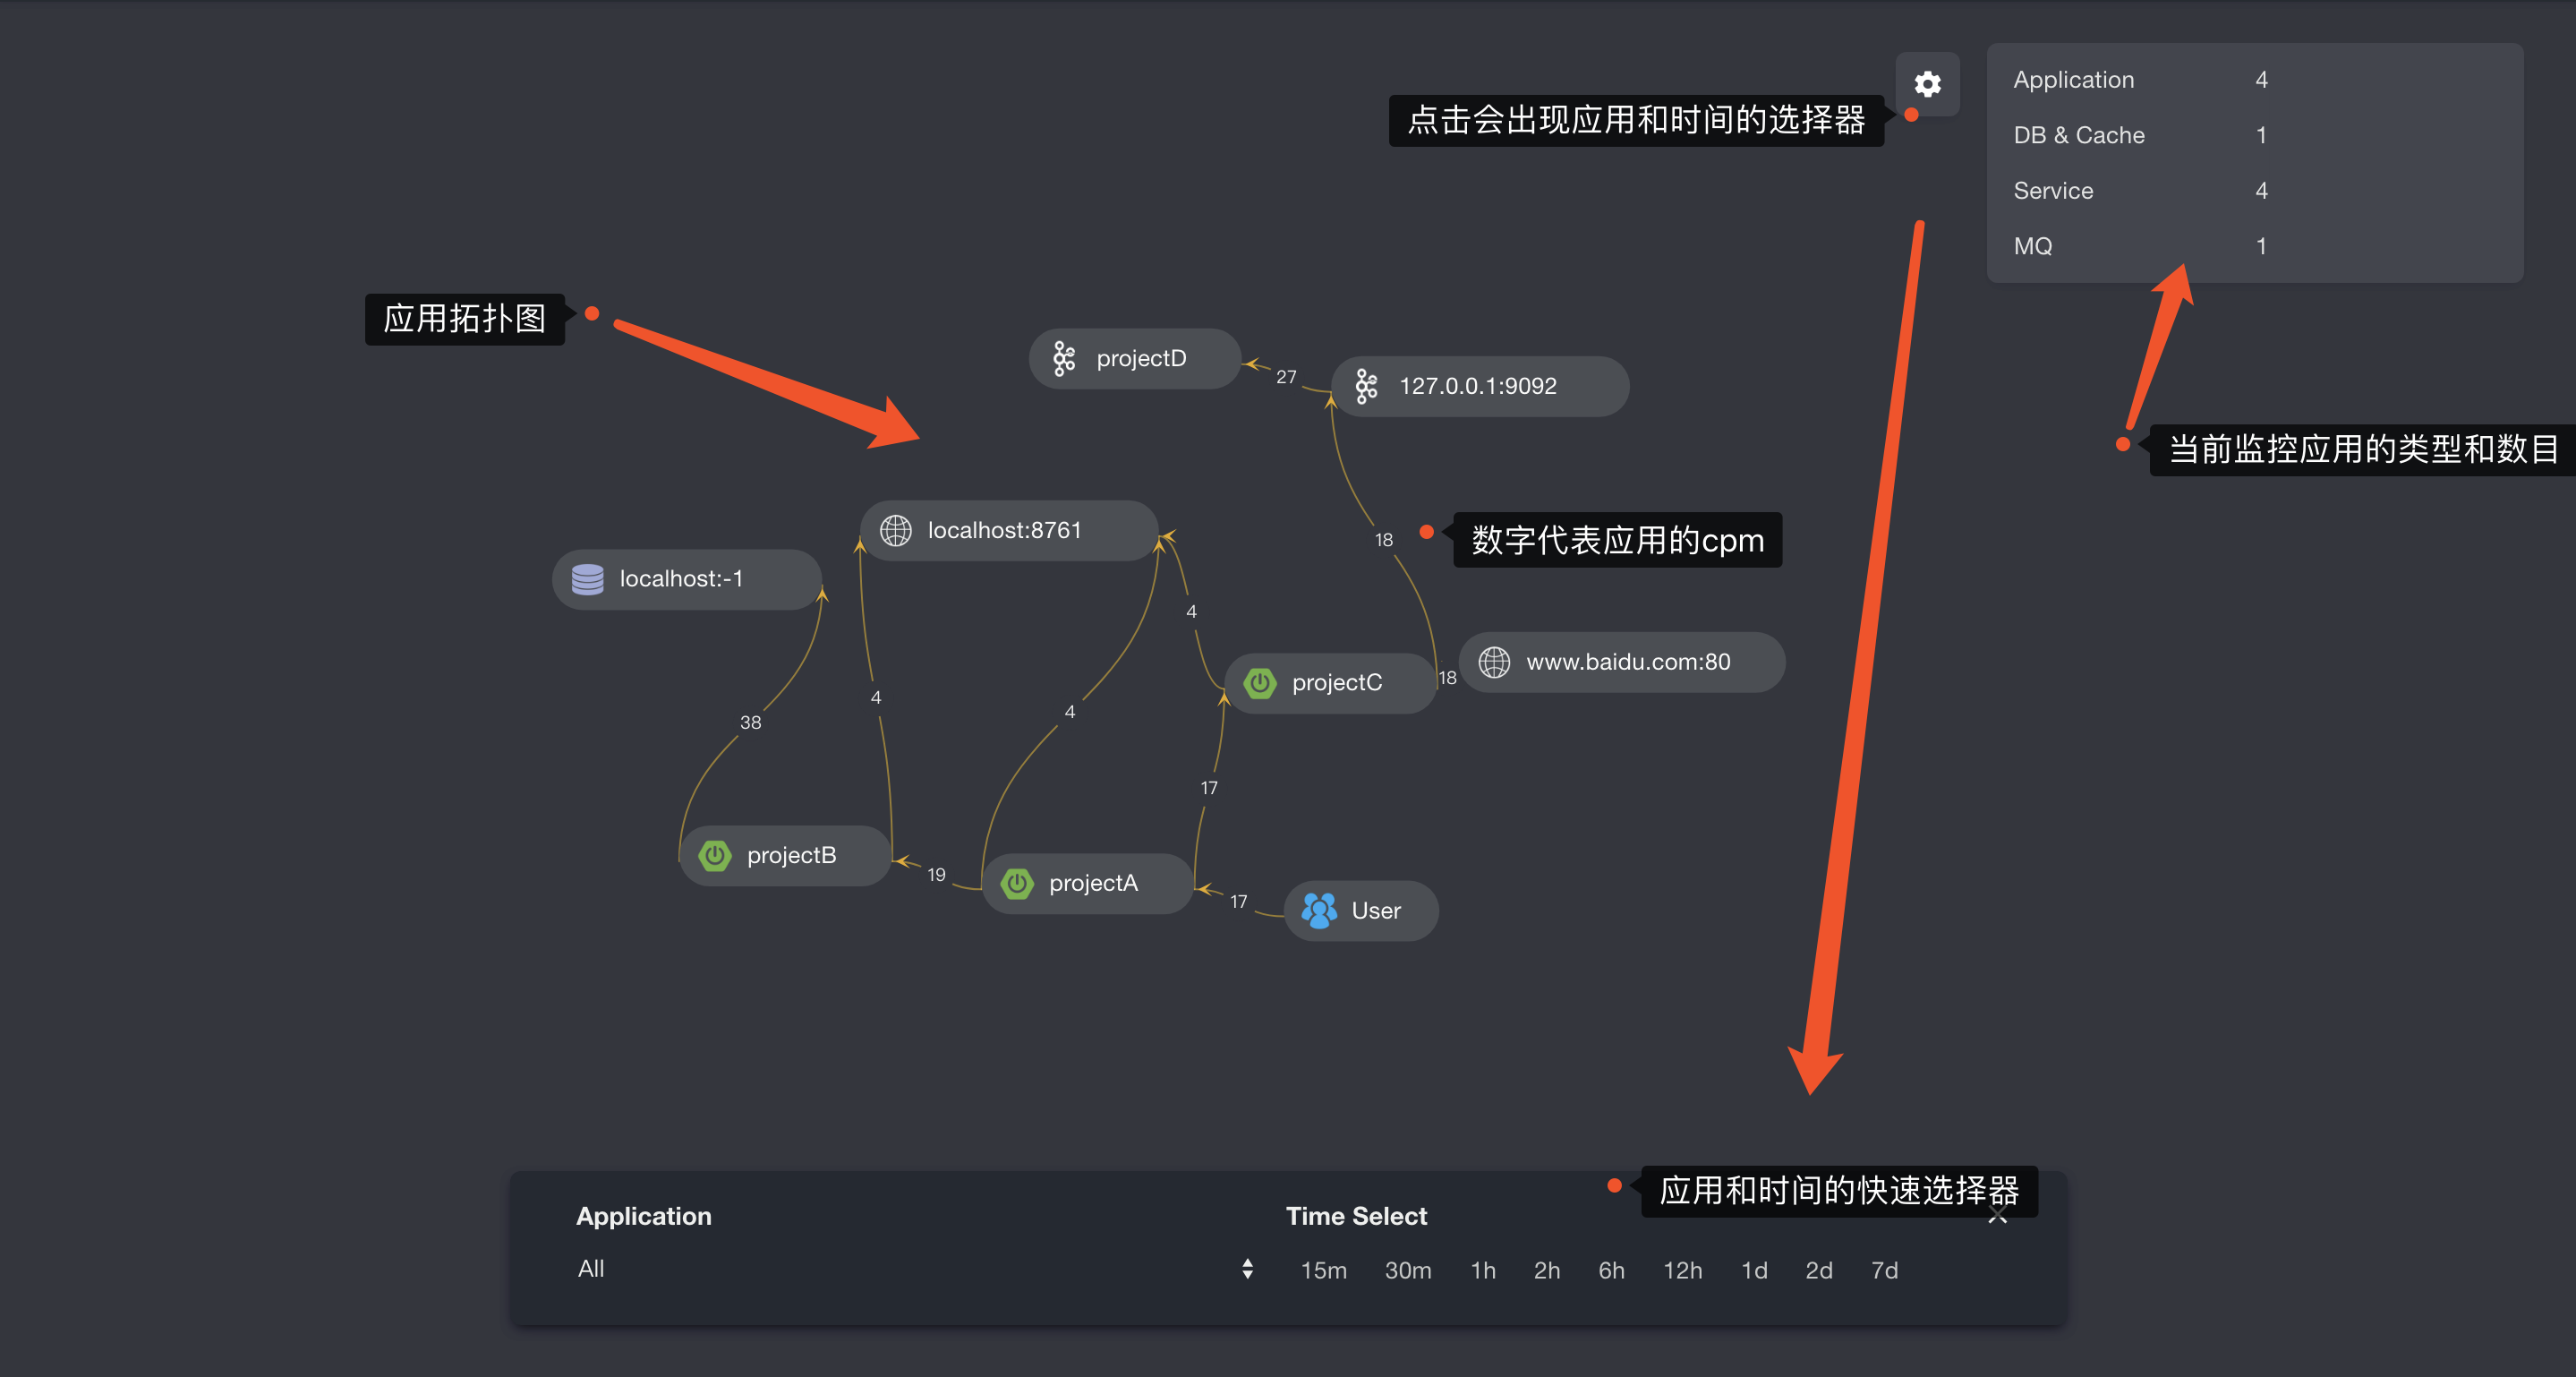 Application 4
点击会出现应用和时间的选择器
DB & Cache 1
Service 4
MQ 1
应用拓扑图
projectD
27
127.0.0.1:9092
当前监控应用的类型和数目
localhost:8761
18
数字代表应用的cpm
localhost:-1
4
www.baidu.com:80
projectC
18
4
4
38
17
projectB
19
projectA
17
User
应用和时间的快速选择器
Application
Time Select
All
15m 30m 1h 2h 6h 12h 1d 2d 7d